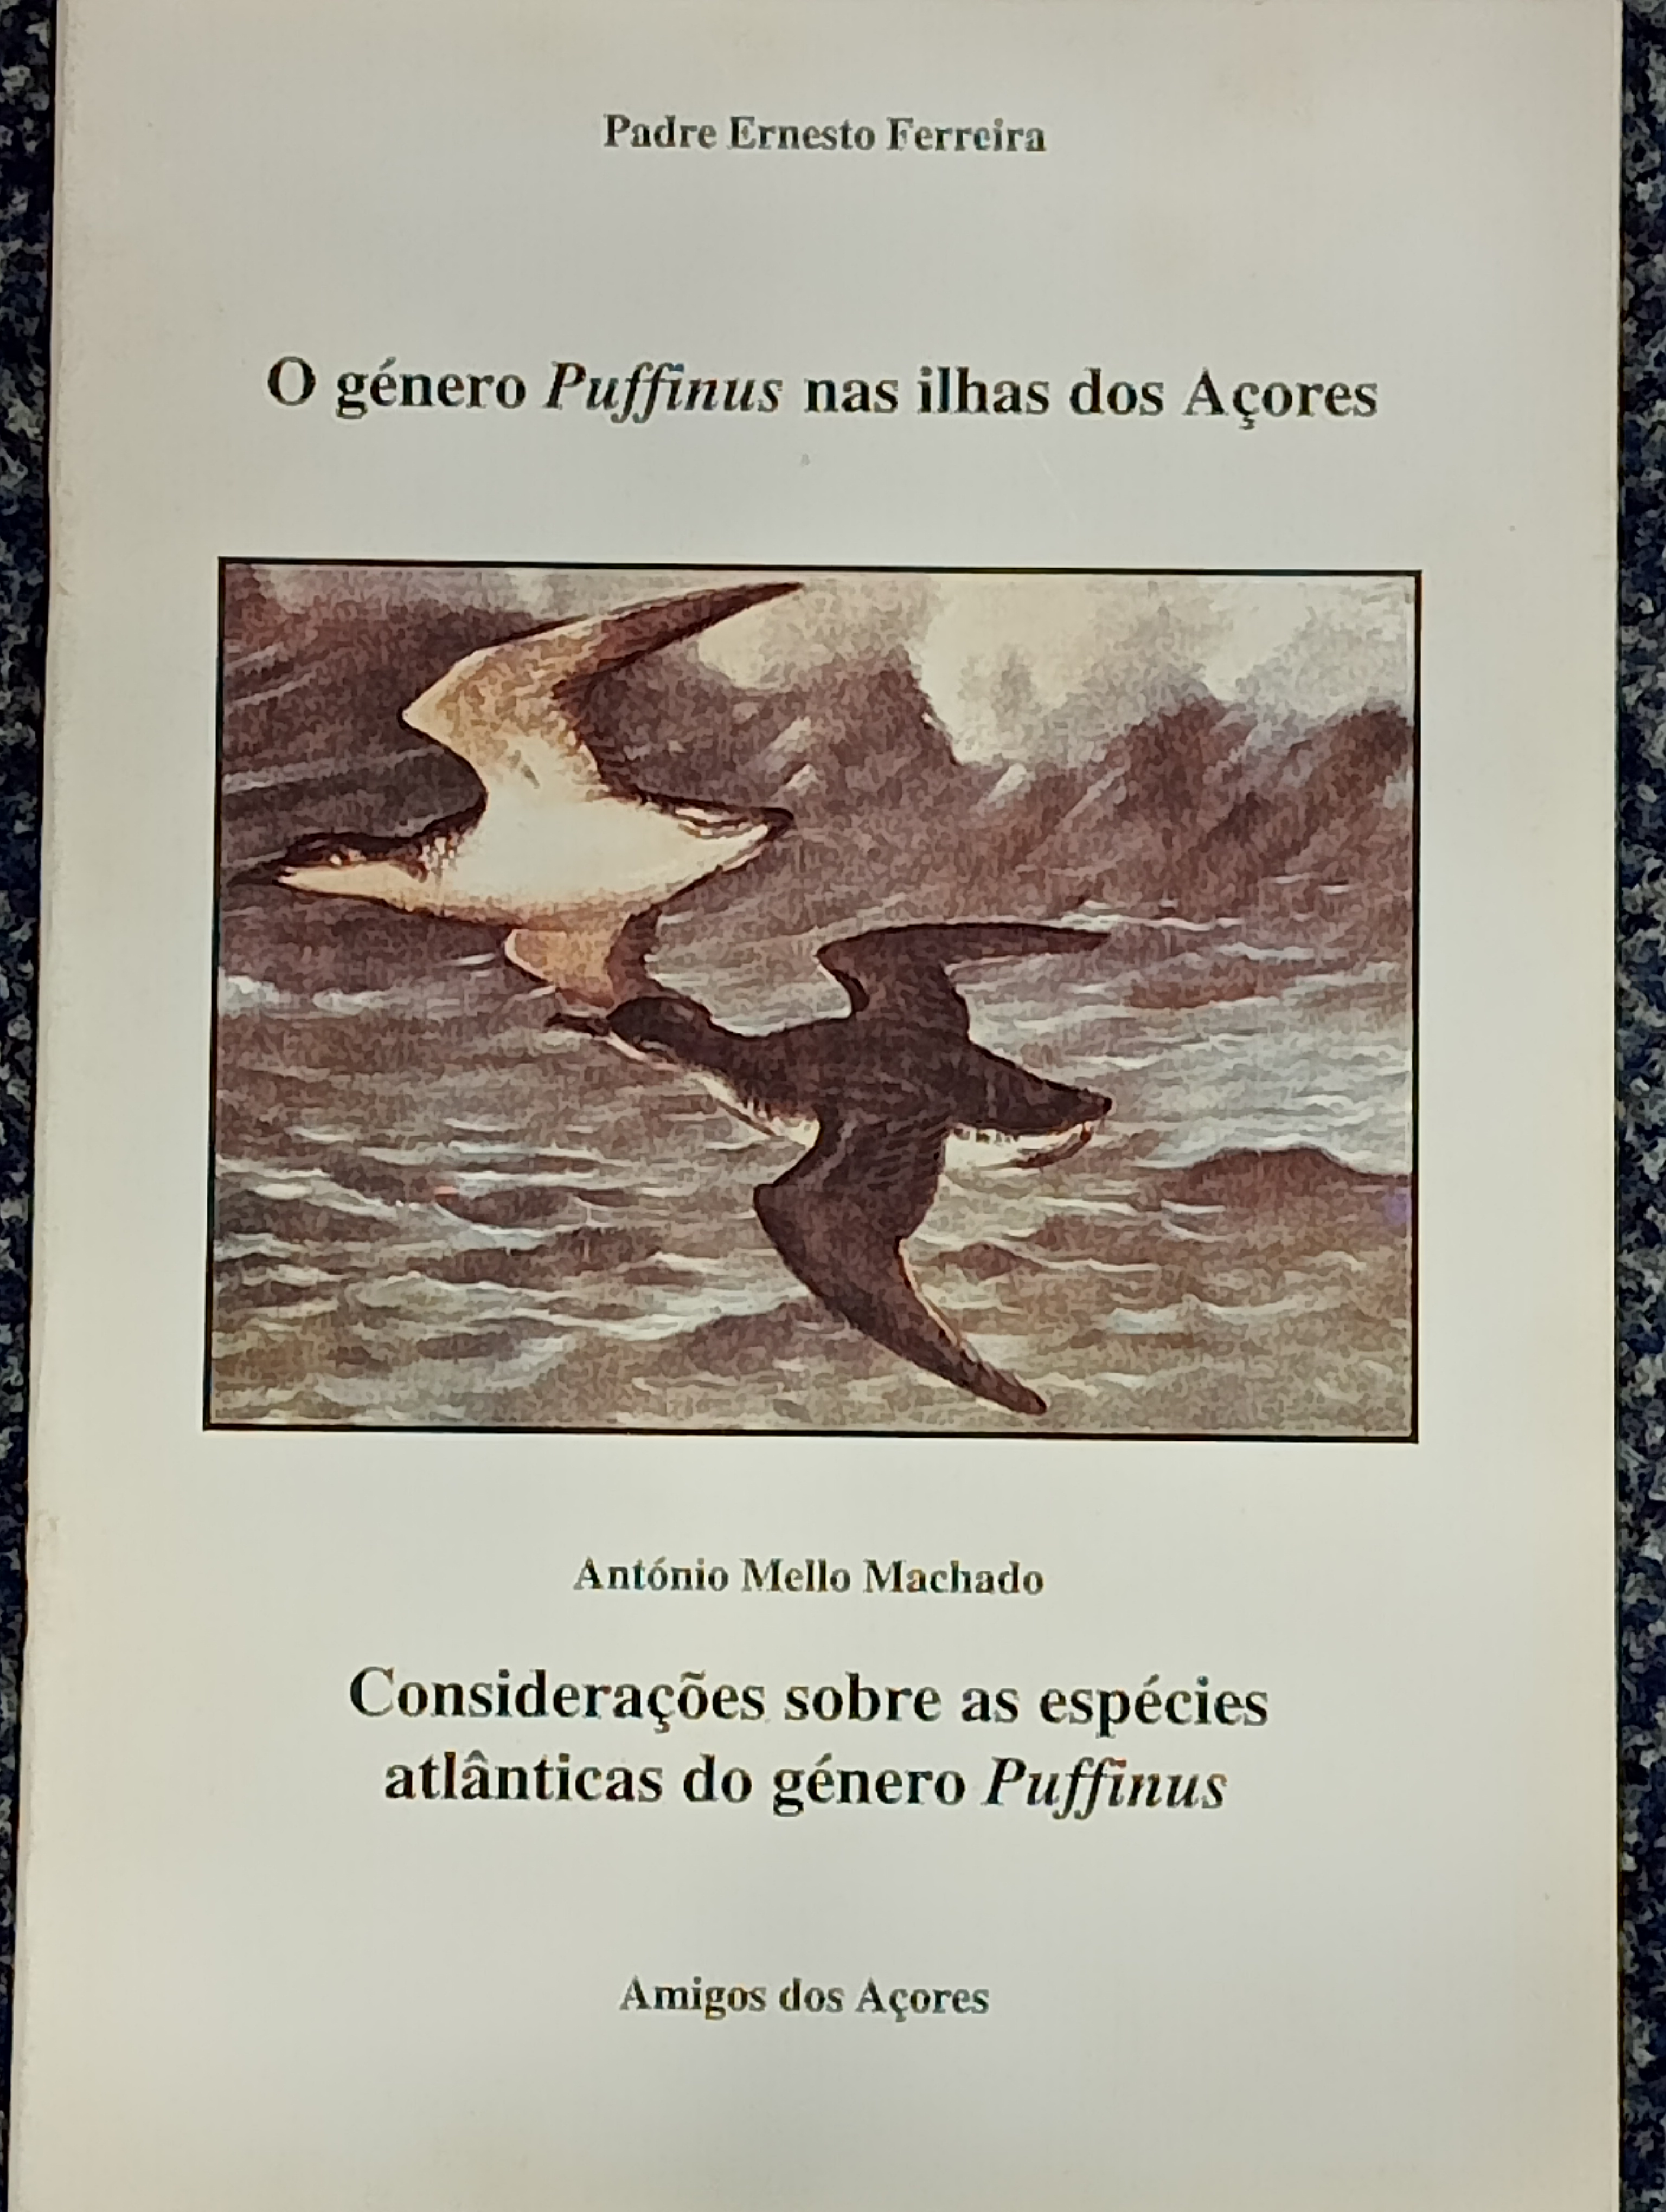 Padre Ernesto Ferreira
O género Puffinus nas ilhas dos Açores
António Mello Machado
Considerações sobre as espécies
atlânticas do género Puffinus
Amigos dos Açores